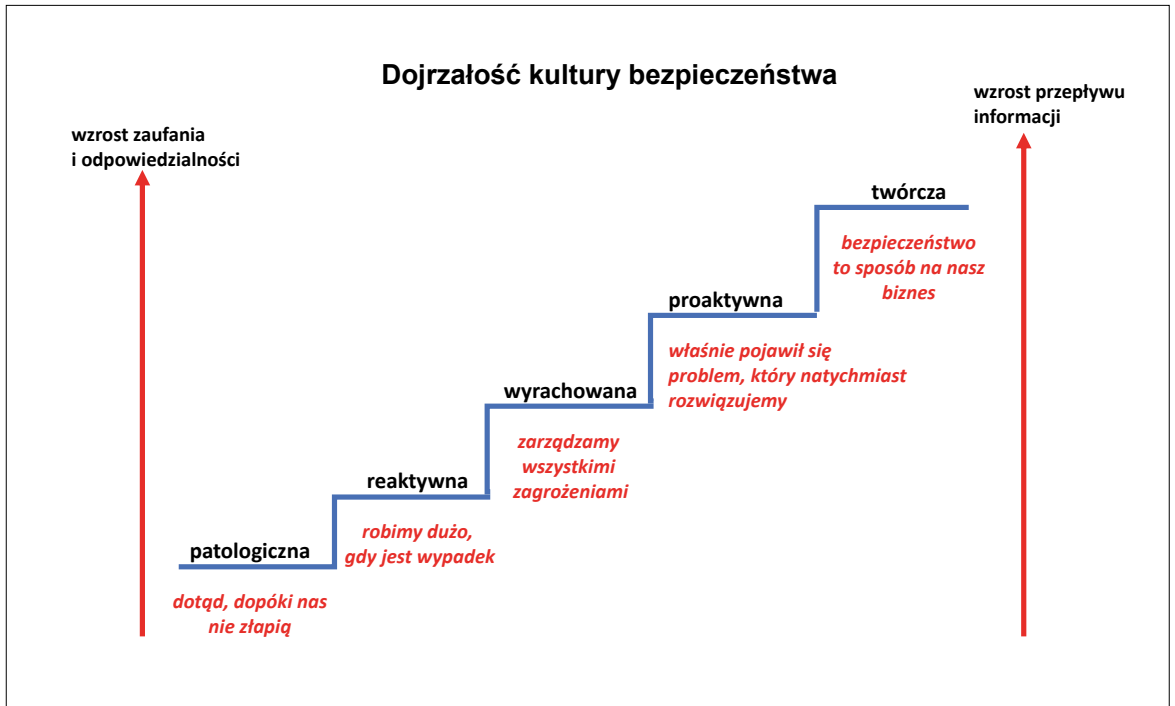 Dojrzałość kultury bezpieczeństwa
wzrost zaufania
i odpowiedzialności
wzrost przepływu
informacji
patologiczna
dotąd, dopóki nas
nie złapią
reaktywna
robimy dużo,
gdy jest wypadek
wyrachowana
zarządzamy
wszystkimi
zagrożeniami
proaktywna
właśnie pojawił się
problem, który natychmiast
rozwiązujemy
twórcza
bezpieczeństwo
to sposób na nasz
biznes